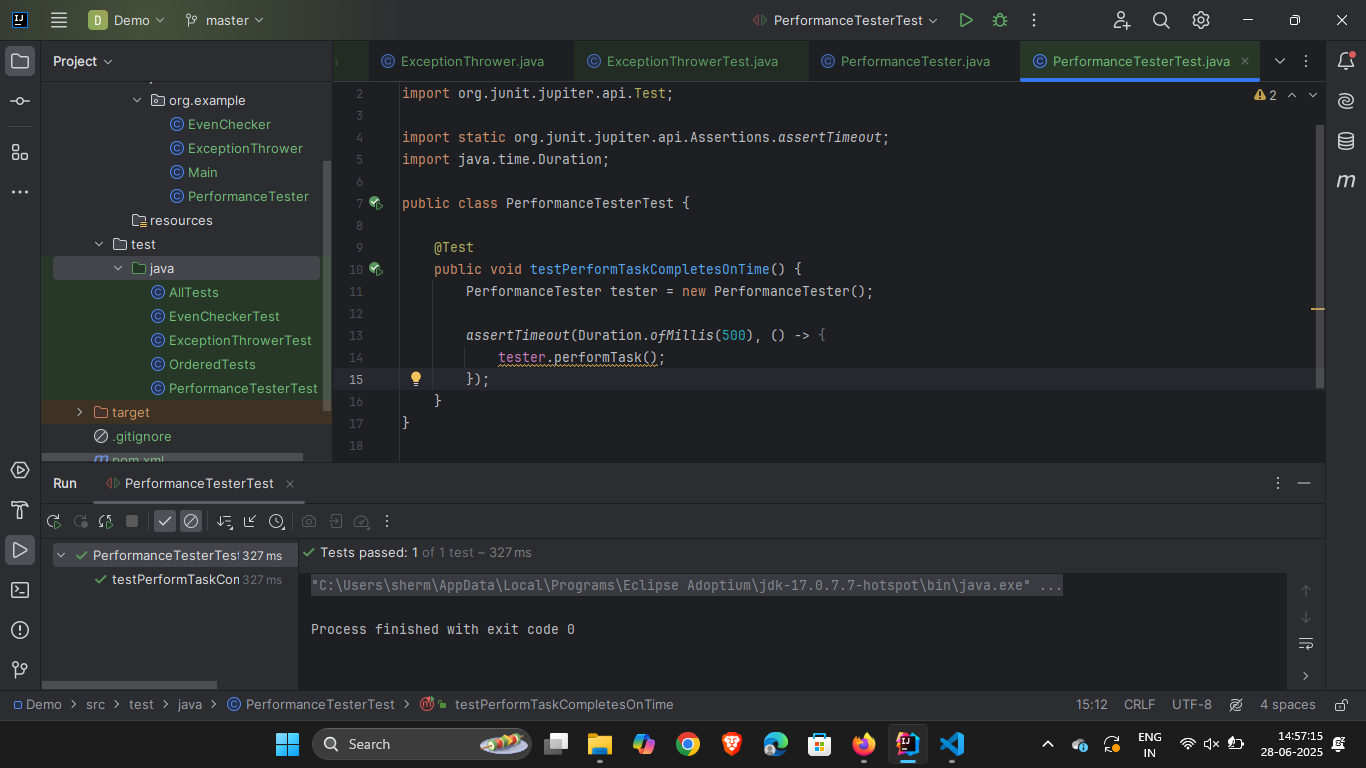 D Demo master PerformanceTesterTest
Project
ExceptionThrower.java ExceptionThrowerTest.java PerformanceTester.java PerformanceTesterTest.java
org.example
EvenChecker
ExceptionThrower
Main
PerformanceTester
resources
test
java
AllTests
EvenCheckerTest
ExceptionThrowerTest
OrderedTests
PerformanceTesterTest
target
.gitignore
pom.xml
2 import org.junit.jupiter.api.Test;
2
3
4 import static org.junit.jupiter.api.Assertions.assertTimeout;
5 import java.time.Duration;
6
7 public class PerformanceTesterTest {
8
9 @Test
10 public void testPerformTaskCompletesOnTime() {
11 PerformanceTester tester = new PerformanceTester();
12
13 assertTimeout(Duration.ofMillis(500), () -> {
14 tester.performTask();
15 });
16 }
17 }
18
Run PerformanceTesterTest
PerformanceTesterTest 327 ms
testPerformTaskCom 327 ms
Tests passed: 1 of 1 test – 327 ms
"C:\Users\sherm\AppData\Local\Programs\Eclipse Adoptium\jdk-17.0.7.7-hotspot\bin\java.exe" ...
Process finished with exit code 0
Demo > src > test > java > PerformanceTesterTest > testPerformTaskCompletesOnTime
15:12 CRLF UTF-8 4 spaces
Search
ENG
IN
14:57:15
28-06-2025